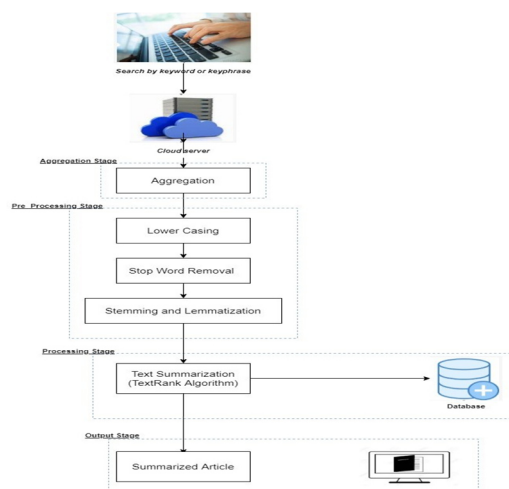 Search by keyword or keyphrase
Cloud server
Aggregation Stage
Aggregation
Pre Processing Stage
Lower Casing
Stop Word Removal
Stemming and Lemmatization
Processing Stage
Text Summarization
(TextRank Algorithm)
Database
Output Stage
Summarized Article